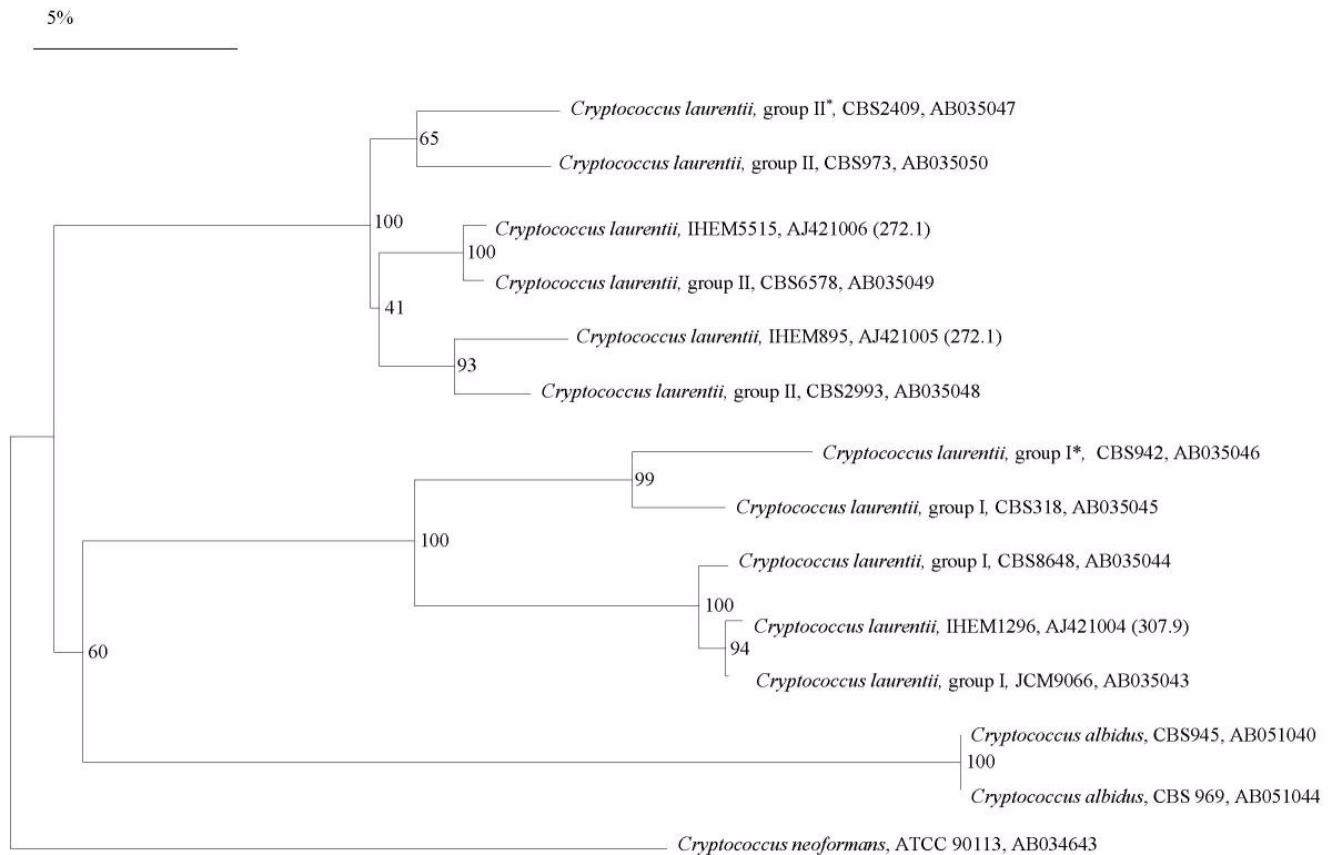 5%
Cryptococcus laurentii, group II*, CBS2409, AB035047
65
Cryptococcus laurentii, group II, CBS973, AB035050
100
Cryptococcus laurentii, IHEM5515, AJ421006 (272.1)
100
Cryptococcus laurentii, group II, CBS6578, AB035049
41
Cryptococcus laurentii, IHEM895, AJ421005 (272.1)
93
Cryptococcus laurentii, group II, CBS2993, AB035048
Cryptococcus laurentii, group I*, CBS942, AB035046
99
Cryptococcus laurentii, group I, CBS318, AB035045
100
Cryptococcus laurentii, group I, CBS8648, AB035044
100
Cryptococcus laurentii, IHEM1296, AJ421004 (307.9)
94
60
Cryptococcus laurentii, group I, JCM9066, AB035043
Cryptococcus albidus, CBS945, AB051040
100
Cryptococcus albidus, CBS 969, AB051044
Cryptococcus neoformans, ATCC 90113, AB034643